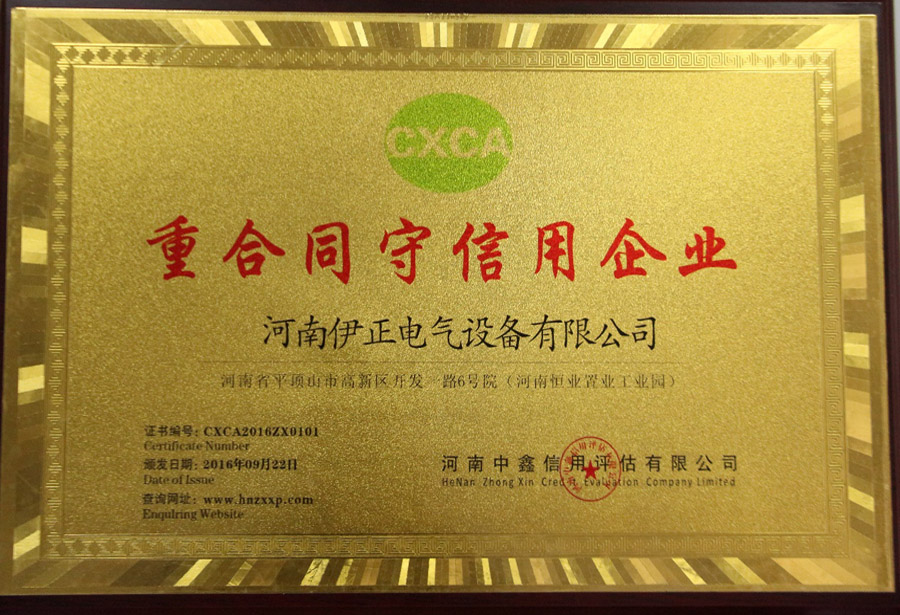 CXCA
重合同守信用企业
河南伊正电气设备有限公司
河南省平顶山市高新区开发一路6号院（河南恒业置业工业园）
证书编号：CXCA2016ZX0101
Certificate Number
颁发日期：2016年09月22日
Date of Issue
查询网址：www.hnzxxp.com
Enquiring Website
河南中鑫信用评估有限公司
HeNan Zhong Xin Credit Evaluation Company Limited